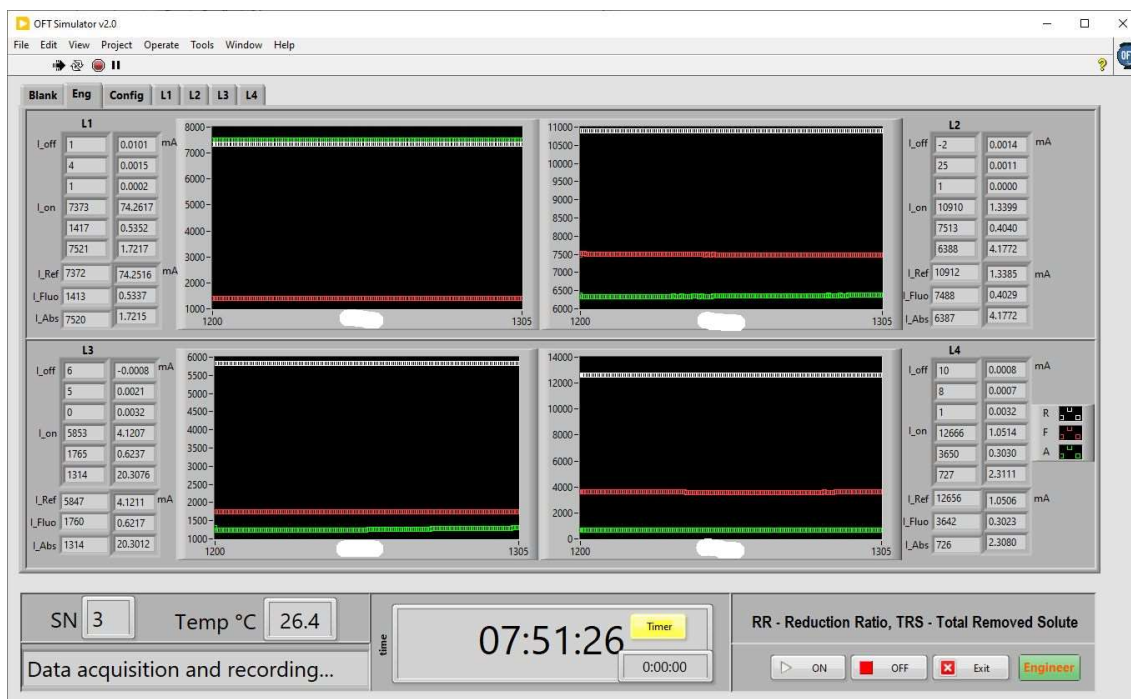 OFT Simulator v2.0
File Edit View Project Operate Tools Window Help
Blank Eng Config L1 L2 L3 L4
L1
I_off 1 0.0101 mA
4 0.0015
1 0.0002
I_on 7373 74.2617
1417 0.5352
7521 1.7217
I_Ref 7372 74.2516 mA
I_Fluo 1413 0.5337
I_Abs 7520 1.7215
8000
7000
6000
5000
4000
3000
2000
1000
1200 1305
11000
10500
10000
9500
9000
8500
8000
7500
7000
6500
6000
1200 1305
L2
I_off -2 0.0014 mA
25 0.0011
1 0.0000
I_on 10910 1.3399
7513 0.4040
6388 4.1772
I_Ref 10912 1.3385 mA
I_Fluo 7488 0.4029
I_Abs 6387 4.1772
L3
I_off 6 -0.0008 mA
5 0.0021
0 0.0032
I_on 5853 4.1207
1765 0.6237
1314 20.3076
I_Ref 5847 4.1211 mA
I_Fluo 1760 0.6217
I_Abs 1314 20.3012
6000
5500
5000
4500
4000
3500
3000
2500
2000
1500
1000
1200 1305
14000
12000
10000
8000
6000
4000
2000
0
1200 1305
L4
I_off 10 0.0008 mA
8 0.0007
1 0.0032
I_on 12666 1.0514
3650 0.3030
727 2.3111
I_Ref 12656 1.0506 mA
I_Fluo 3642 0.3023
I_Abs 726 2.3080
R
F
A
SN 3 Temp °C 26.4
Data acquisition and recording...
time
07:51:26
Timer
0:00:00
RR - Reduction Ratio, TRS - Total Removed Solute
ON OFF Exit Engineer